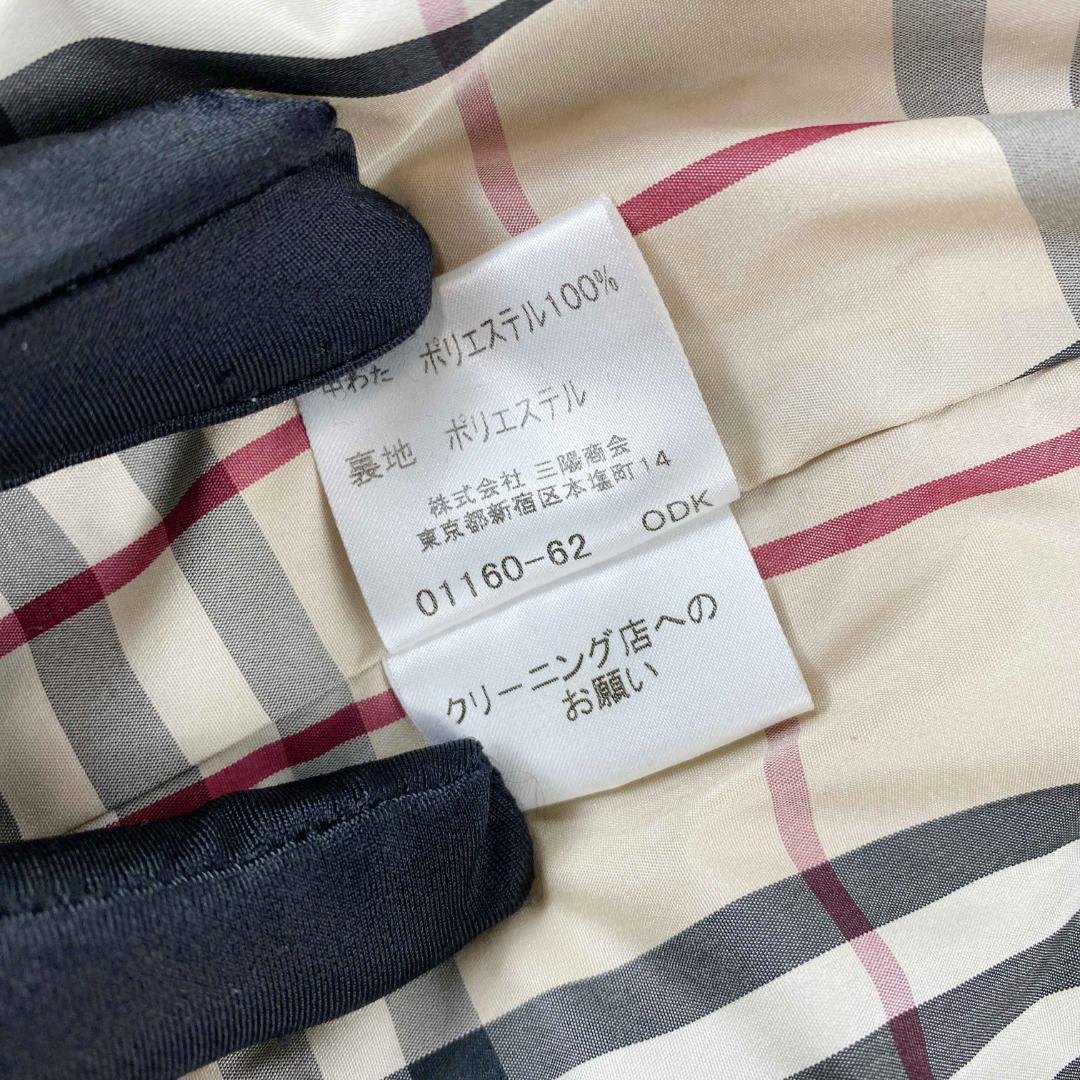 中わた ポリエステル100%
裏地 ポリエステル
株式会社 三陽商会
東京都新宿区本塩町14
01160-62 ODK
クリーニング店への
お願い